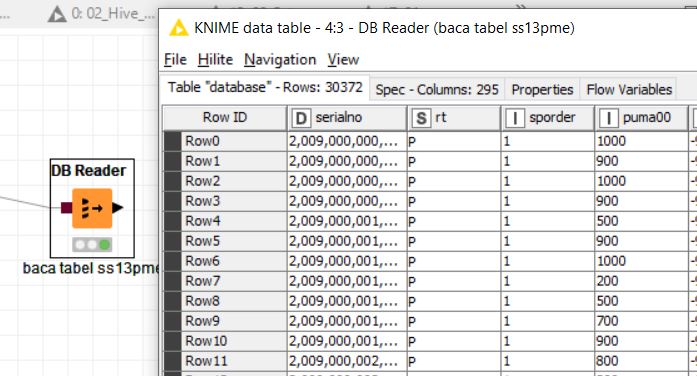 0: 02_Hive_...
KNIME data table - 4:3 - DB Reader (baca tabel ss13pme)
File Hilite Navigation View
Table "database" - Rows: 30372 Spec - Columns: 295 Properties Flow Variables
Row ID D serialno S rt I sporder I puma00
Row0 2,009,000,000,... P 1 1000
Row1 2,009,000,000,... P 1 900
Row2 2,009,000,000,... P 1 1000
Row3 2,009,000,000,... P 1 900
Row4 2,009,000,001,... P 1 500
Row5 2,009,000,001,... P 1 900
Row6 2,009,000,001,... P 1 1000
Row7 2,009,000,001,... P 1 200
Row8 2,009,000,001,... P 1 500
Row9 2,009,000,001,... P 1 700
Row10 2,009,000,001,... P 1 900
Row11 2,009,000,002,... P 1 800
DB Reader
baca tabel ss13pme